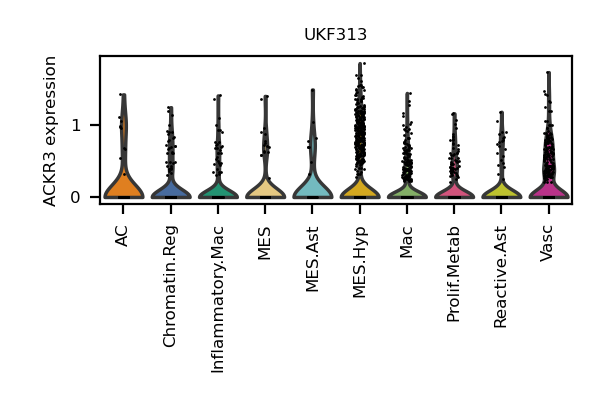 UKF313
ACKR3 expression
1
0
AC
Chromatin.Reg
Inflammatory.Mac
MES
MES.Ast
MES.Hyp
Mac
Prolif.Metab
Reactive.Ast
Vasc